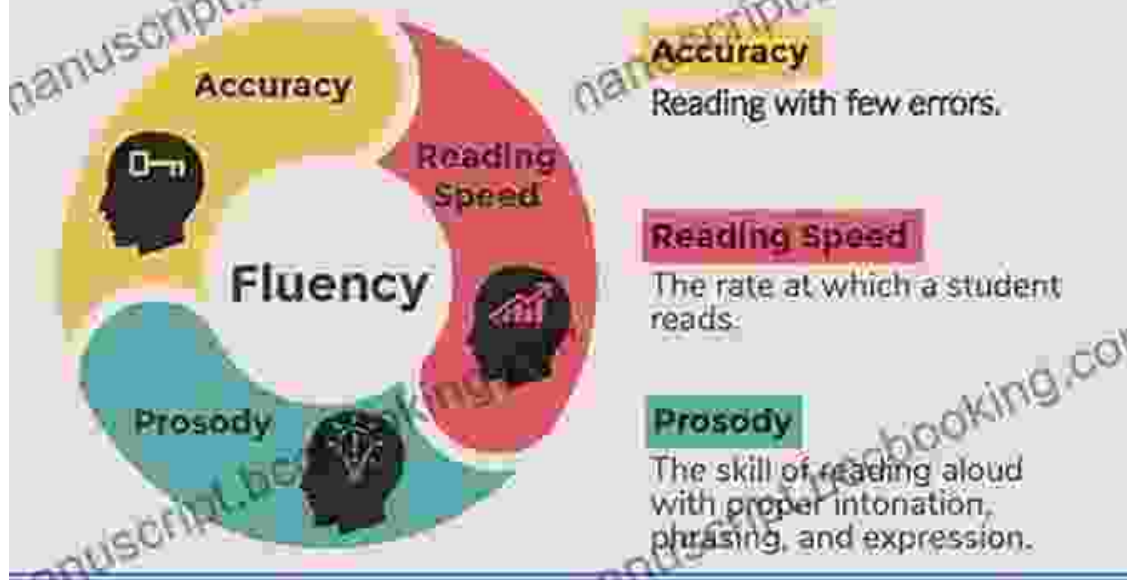 Accuracy
Reading
Speed
Fluency
Prosody
Accuracy
Reading with few errors.
Reading Speed
The rate at which a student
reads.
Prosody
The skill of reading aloud
with proper intonation,
phrasing, and expression.